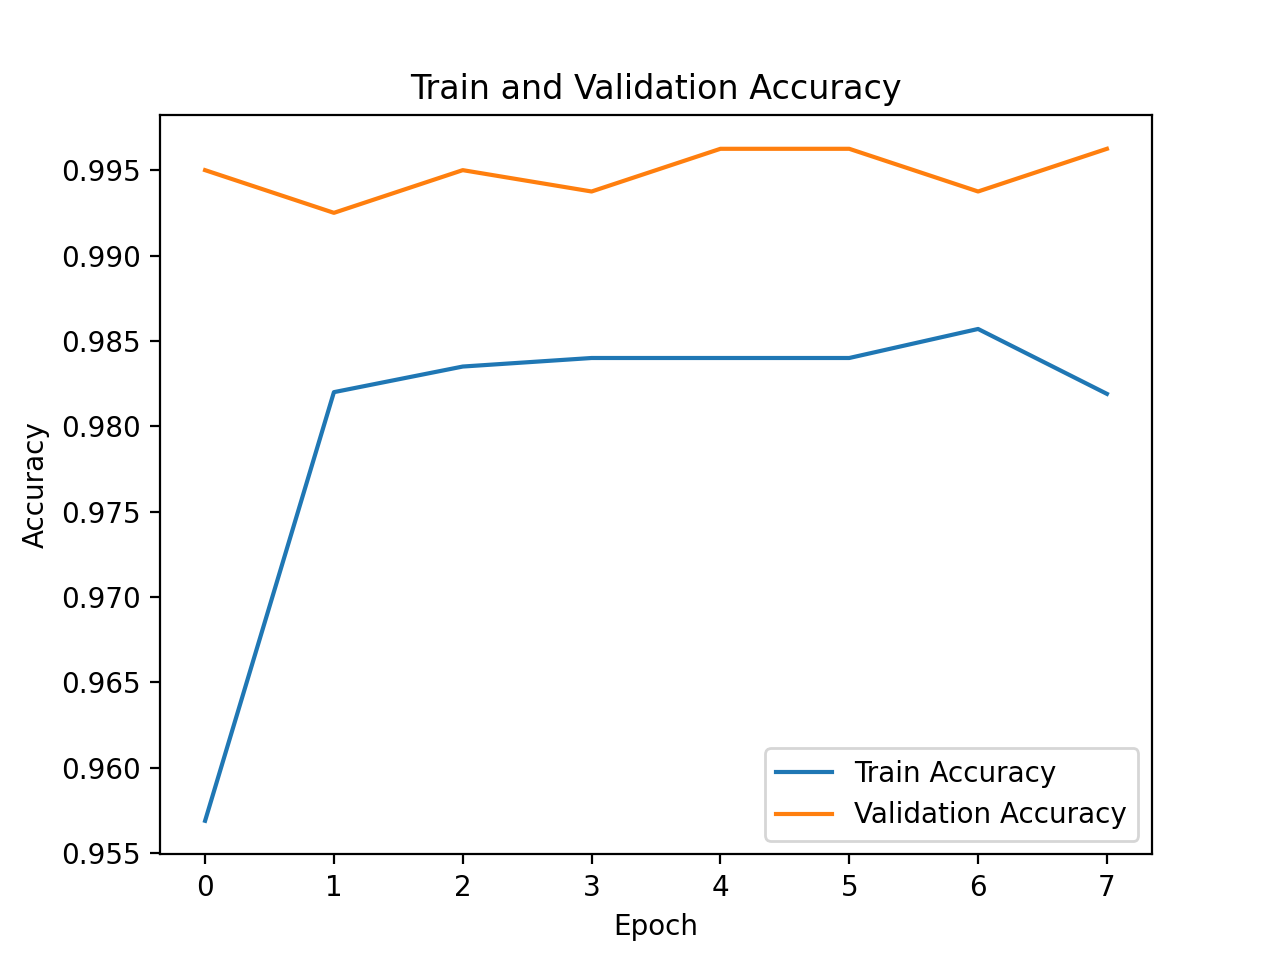 Train and Validation Accuracy
0.995
0.990
0.985
0.980
0.975
0.970
0.965
0.960
0.955
Accuracy
Train Accuracy
Validation Accuracy
0 1 2 3 4 5 6 7
Epoch